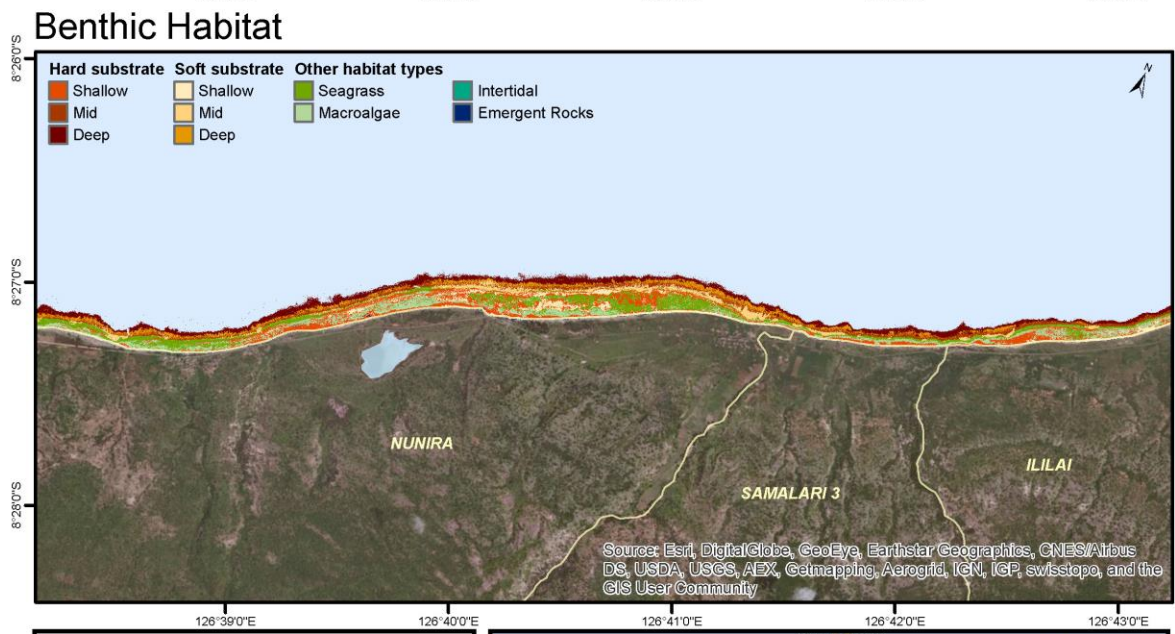 Benthic Habitat
8°26'0"S
Hard substrate Soft substrate Other habitat types
Shallow Shallow Seagrass Intertidal
Mid Mid Macroalgae Emergent Rocks
Deep Deep
N
8°27'0"S
NUNIRA
ILILAI
SAMALARI 3
8°28'0"S
Source: Esri, DigitalGlobe, GeoEye, Earthstar Geographics, CNES/Airbus
DS, USDA, USGS, AEX, Getmapping, Aerogrid, IGN, IGP, swisstopo, and the
GIS User Community
126°39'0"E 126°40'0"E 126°41'0"E 126°42'0"E 126°43'0"E